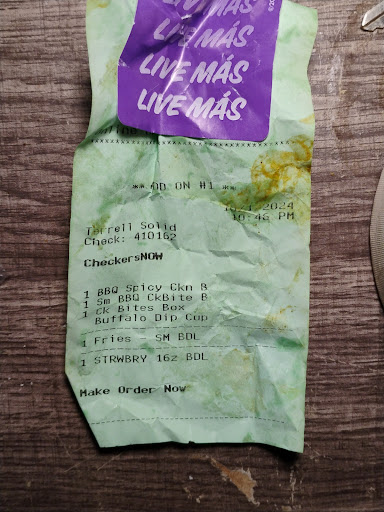 LIVE MÁS
LIVE MÁS
LIVE MÁS
LIVE MÁS
** ADD ON #1 **
2024
10:46 PM
Terrell Solid
Check: 410162
CheckersNOW
1 BBQ Spicy Ckn B
1 Sm BBQ CkBite B
1 Ck Bites Box
Buffalo Dip Cup
1 Fries SM BDL
1 STRWBRY 16z BDL
Make Order Now